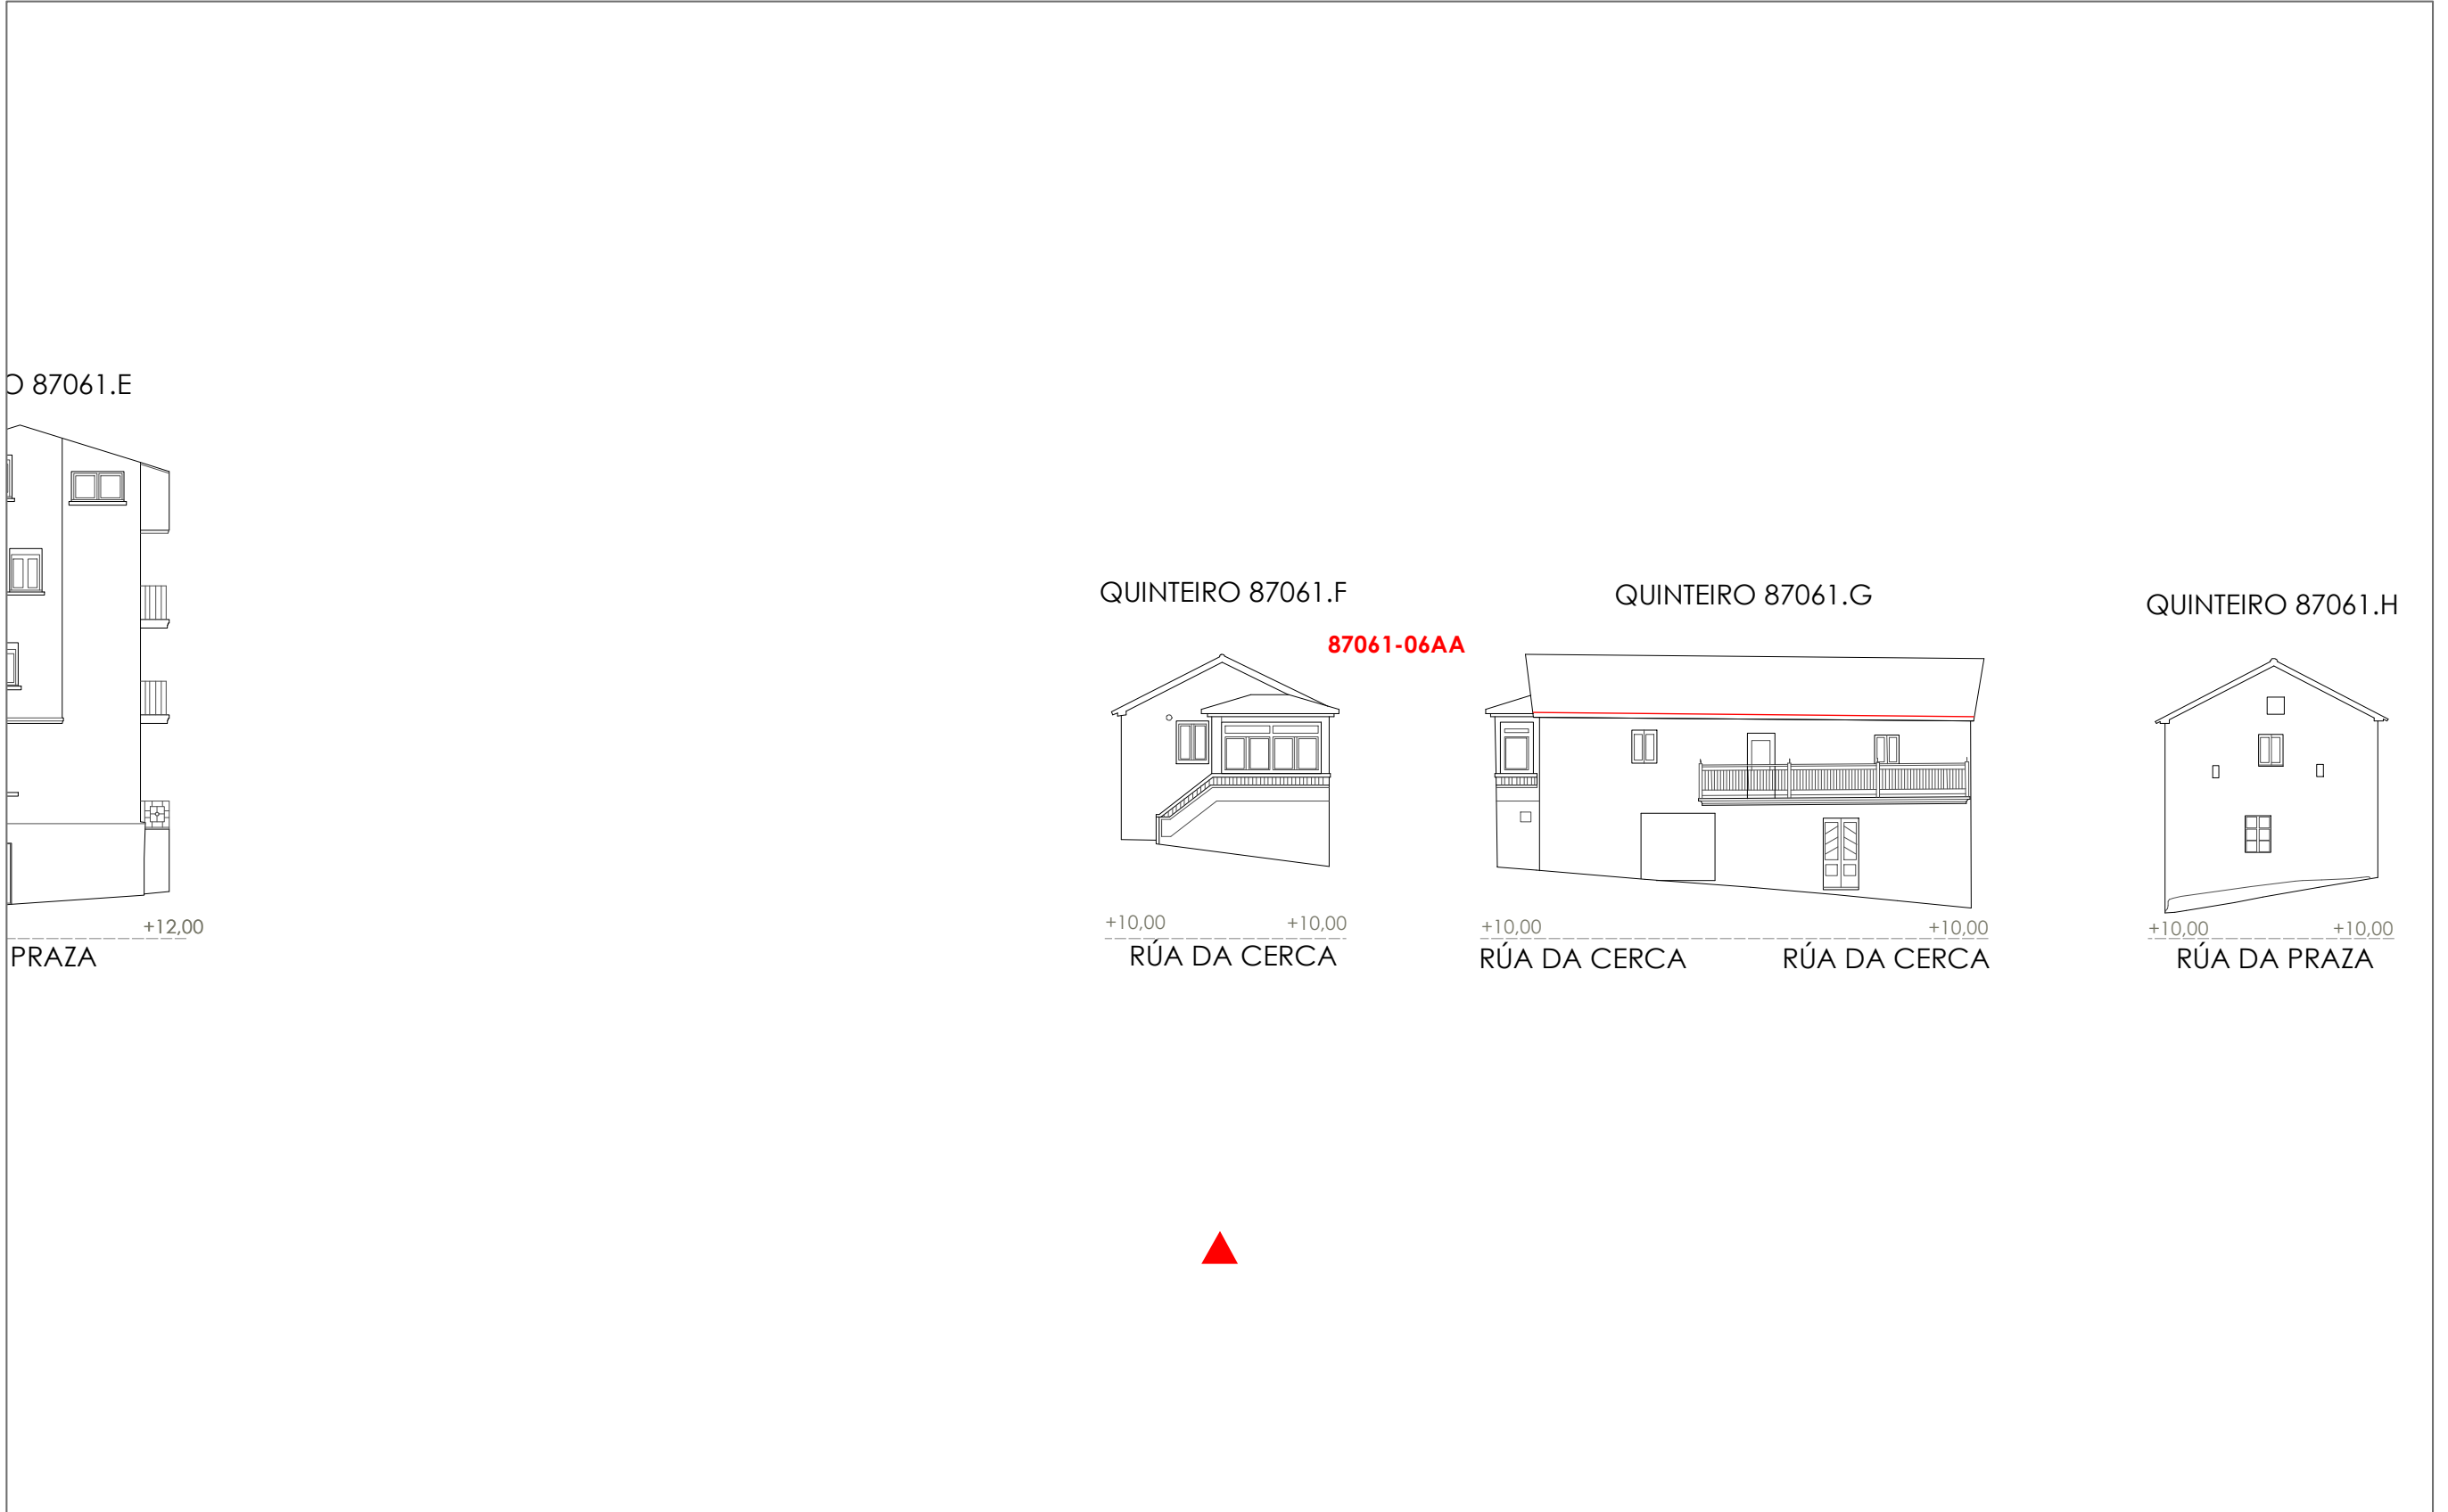 O 87061.E
+12,00
PRAZA
QUINTEIRO 87061.F
87061-06AA
+10,00 +10,00
RÚA DA CERCA
QUINTEIRO 87061.G
+10,00 +10,00
RÚA DA CERCA RÚA DA CERCA
QUINTEIRO 87061.H
+10,00 +10,00
RÚA DA PRAZA